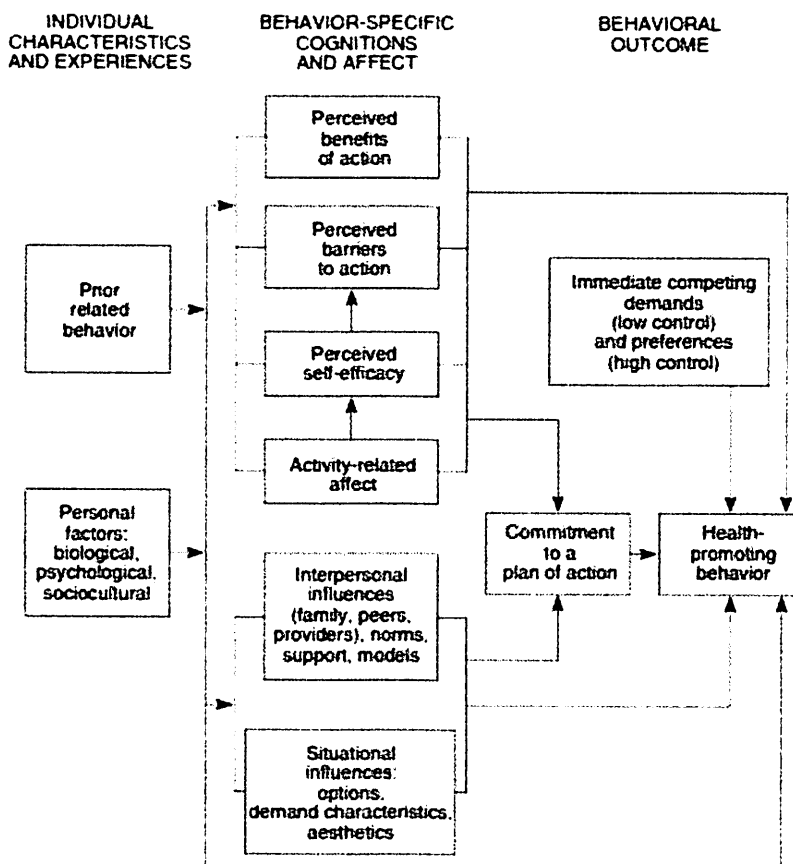 INDIVIDUAL
CHARACTERISTICS
AND EXPERIENCES
BEHAVIOR-SPECIFIC
COGNITIONS
AND AFFECT
BEHAVIORAL
OUTCOME
Perceived
benefits
of action
Perceived
barriers
to action
Perceived
self-efficacy
Activity-related
affect
Prior
related
behavior
Personal
factors:
biological,
psychological,
sociocultural
Interpersonal
influences
(family, peers,
providers), norms,
support, models
Situational
influences:
options,
demand characteristics,
aesthetics
Immediate competing
demands
(low control)
and preferences
(high control)
Commitment
to a
plan of action
Health-
promoting
behavior